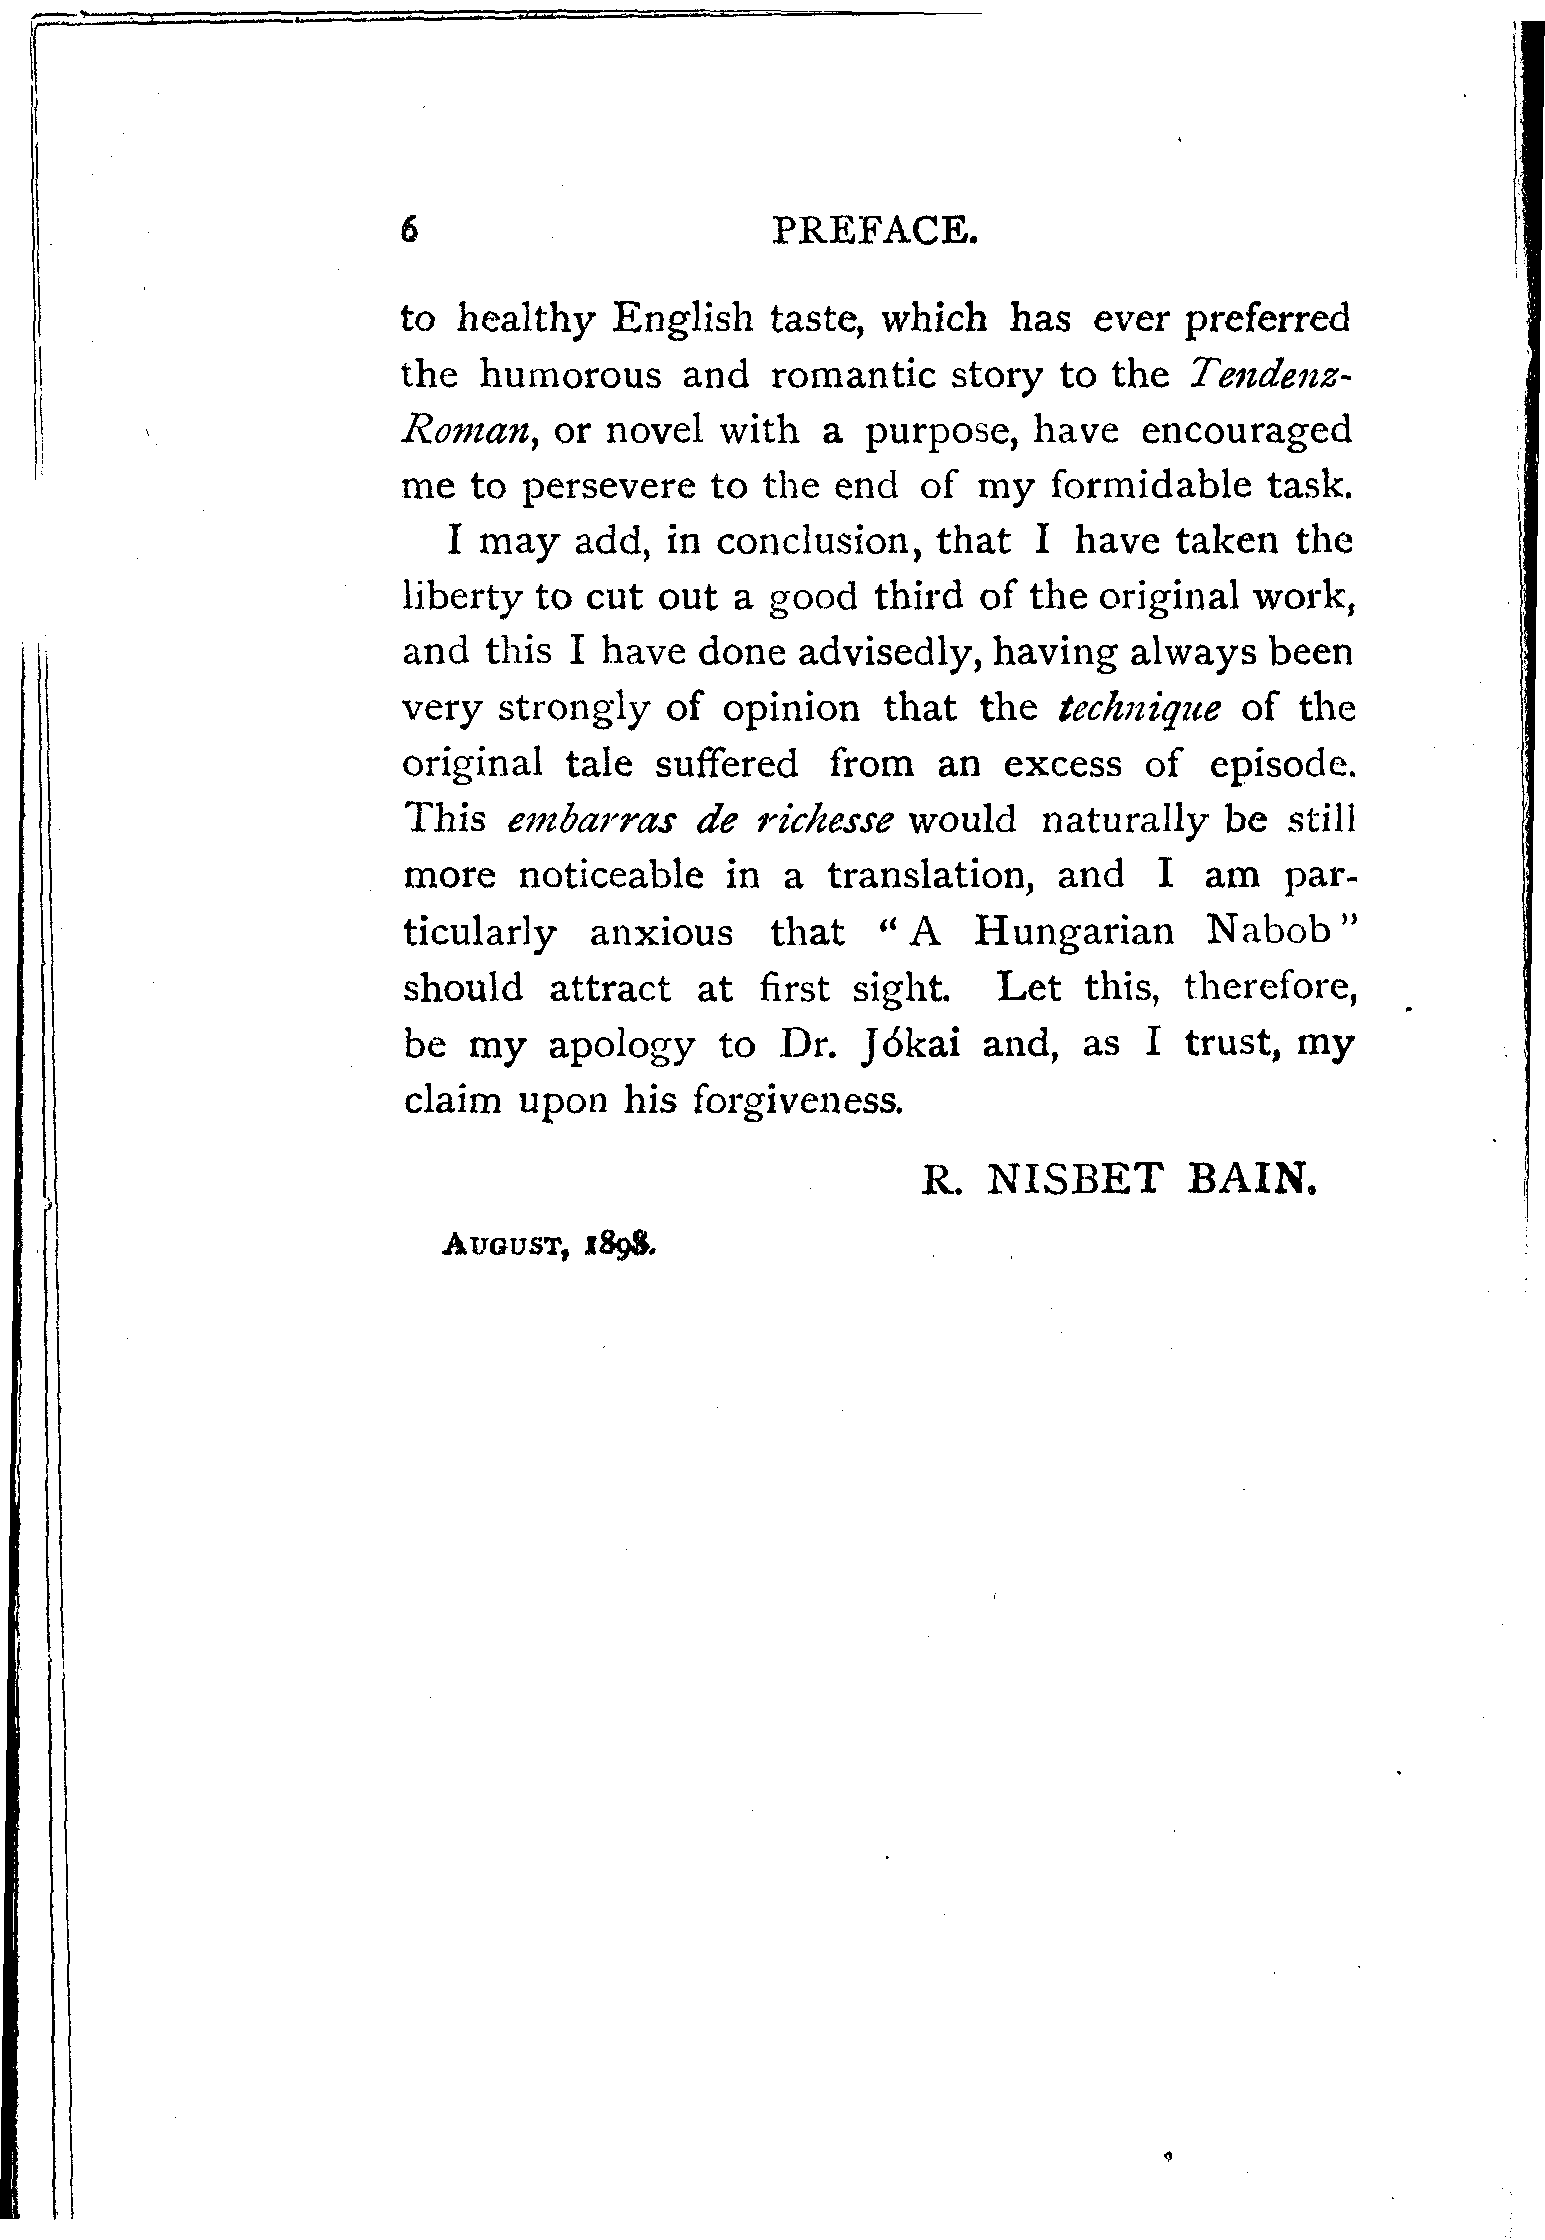 6 PREFACE.
to healthy English taste, which has ever preferred
the humorous and romantic story to the Tendenz-
Roman, or novel with a purpose, have encouraged
me to persevere to the end of my formidable task.
I may add, in conclusion, that I have taken the
liberty to cut out a good third of the original work,
and this I have done advisedly, having always been
very strongly of opinion that the technique of the
original tale suffered from an excess of episode.
This embarras de richesse would naturally be still
more noticeable in a translation, and I am par-
ticularly anxious that "A Hungarian Nabob"
should attract at first sight. Let this, therefore,
be my apology to Dr. Jókai and, as I trust, my
claim upon his forgiveness.
R. NISBET BAIN.
AUGUST, 1898.